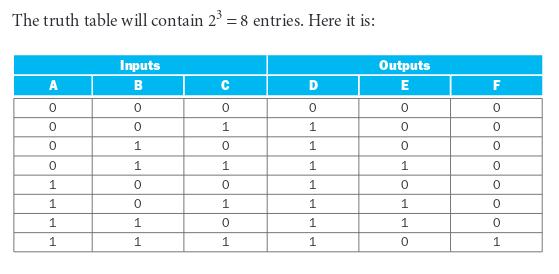 The truth table will contain 2³ = 8 entries. Here it is:
Inputs Outputs
A B C D E F
0 0 0 0 0 0
0 0 1 1 0 0
0 1 0 1 0 0
0 1 1 1 1 0
1 0 0 1 0 0
1 0 1 1 1 0
1 1 0 1 1 0
1 1 1 1 0 1